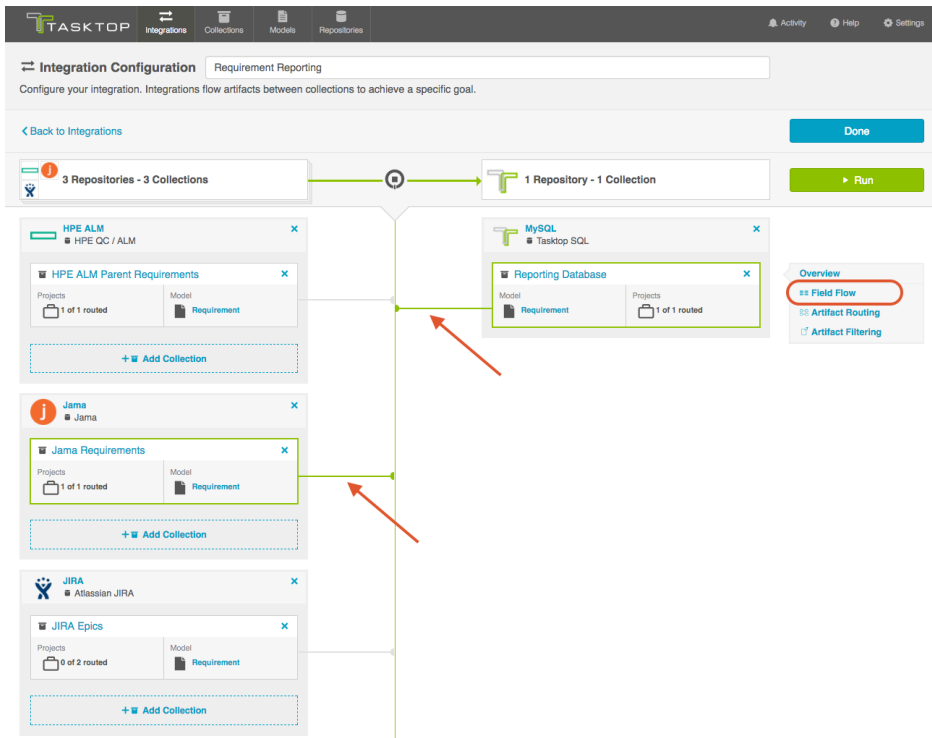 TASKTOP
Integrations
Collections
Models
Repositories
Activity
Help
Settings
Integration Configuration
Requirement Reporting
Configure your integration. Integrations flow artifacts between collections to achieve a specific goal.
Back to Integrations
Done
3 Repositories - 3 Collections
1 Repository - 1 Collection
Run
HPE ALM
HPE QC / ALM
HPE ALM Parent Requirements
Projects
1 of 1 routed
Model
Requirement
+ Add Collection
MySQL
Tasktop SQL
Reporting Database
Model
Requirement
Projects
1 of 1 routed
Overview
Field Flow
Artifact Routing
Artifact Filtering
j
Jama
Jama
Jama Requirements
Projects
1 of 1 routed
Model
Requirement
+ Add Collection
JIRA
Atlassian JIRA
JIRA Epics
Projects
0 of 2 routed
Model
Requirement
+ Add Collection